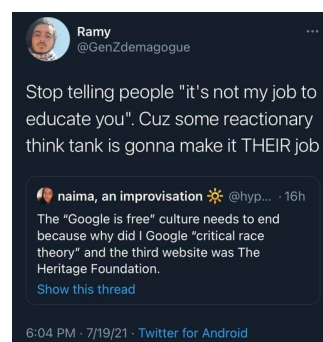 Ramy
@GenZdemagogue
Stop telling people "it's not my job to
educate you". Cuz some reactionary
think tank is gonna make it THEIR job
naima, an improvisation 🔆 @hyp... · 16h
The “Google is free” culture needs to end
because why did I Google “critical race
theory” and the third website was The
Heritage Foundation.
Show this thread
6:04 PM · 7/19/21 · Twitter for Android